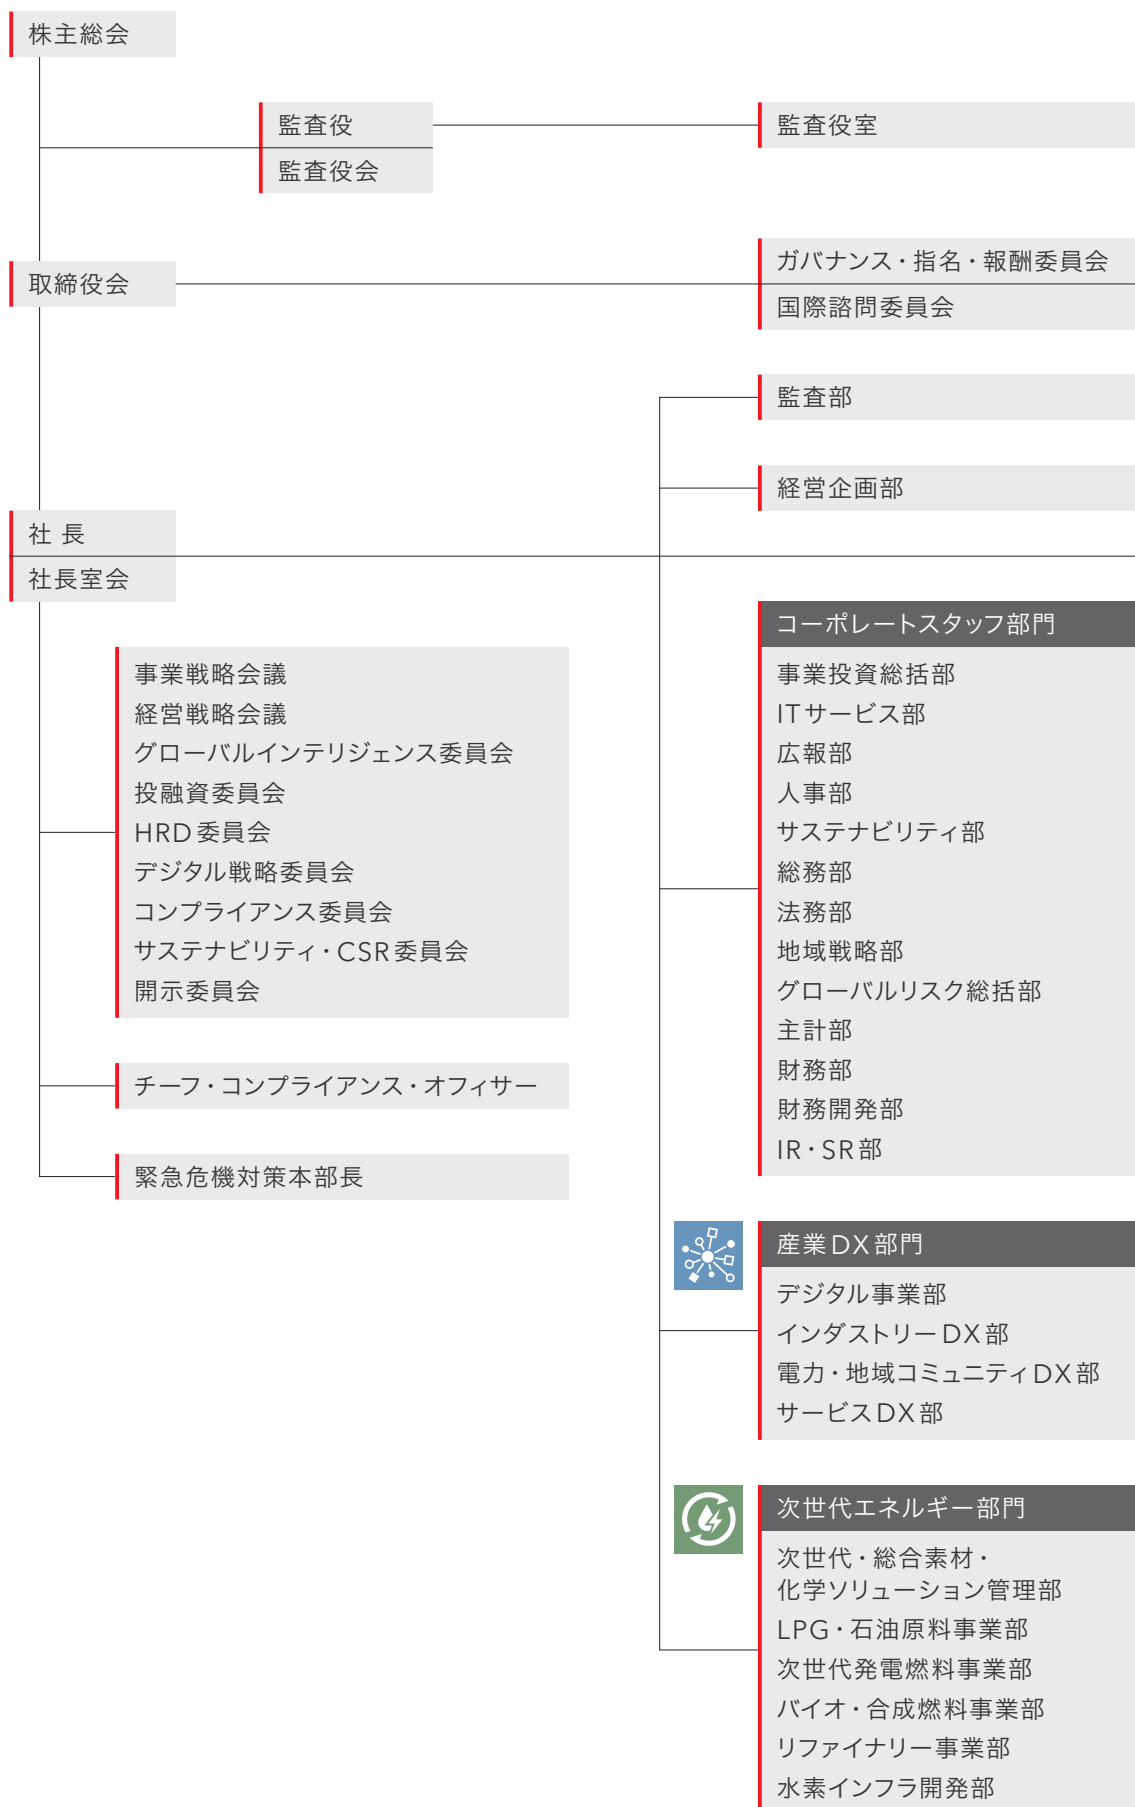 株主総会
監査役
監査役会
監査役室
取締役会
ガバナンス・指名・報酬委員会
国際諮問委員会
監査部
経営企画部
社 長
社長室会
事業戦略会議
経営戦略会議
グローバルインテリジェンス委員会
投融資委員会
HRD委員会
デジタル戦略委員会
コンプライアンス委員会
サステナビリティ・CSR委員会
開示委員会
チーフ・コンプライアンス・オフィサー
緊急危機対策本部長
コーポレートスタッフ部門
事業投資総括部
ITサービス部
広報部
人事部
サステナビリティ部
総務部
法務部
地域戦略部
グローバルリスク総括部
主計部
財務部
財務開発部
IR・SR部
産業DX部門
デジタル事業部
インダストリーDX部
電力・地域コミュニティDX部
サービスDX部
次世代エネルギー部門
次世代・総合素材・
化学ソリューション管理部
LPG・石油原料事業部
次世代発電燃料事業部
バイオ・合成燃料事業部
リファイナリー事業部
水素インフラ開発部